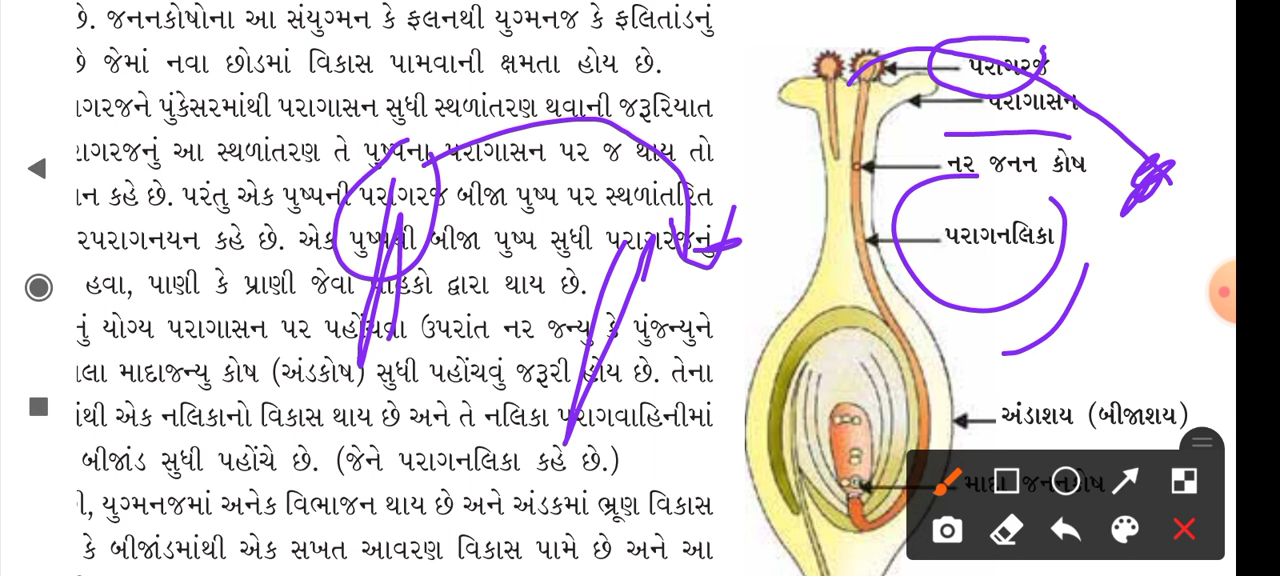 છે. જનનકોષોના આ સંયુગ્મન કે ફલનથી યુગ્મનજ કે ફલિતાંડનું
છે જેમાં નવા છોડમાં વિકાસ પામવાની ક્ષમતા હોય છે.
ાગરજને પુંકેસરમાંથી પરાગાસન સુધી સ્થળાંતરણ થવાની જરૂરિયાત
ાગરજનું આ સ્થળાંતરણ તે પુષ્પના પરાગાસન પર જ થાય તો
ાન કહે છે. પરંતુ એક પુષ્પની પરાગરજ બીજા પુષ્પ પર સ્થળાંતરિત
રપરાગનયન કહે છે. એક પુષ્પથી બીજા પુષ્પ સુધી પરાગરજનું
હવા, પાણી કે પ્રાણી જેવા વાહકો દ્વારા થાય છે.
નું યોગ્ય પરાગાસન પર પહોંચવા ઉપરાંત નર જન્યુ કે પુંજન્યુને
લા માદાજન્યુ કોષ (અંડકોષ) સુધી પહોંચવું જરૂરી હોય છે. તેના
ાંથી એક નલિકાનો વિકાસ થાય છે અને તે નલિકા પરાગવાહિનીમાં
બીજાંડ સુધી પહોંચે છે. (જેને પરાગનલિકા કહે છે.)
ી, યુગ્મનજમાં અનેક વિભાજન થાય છે અને અંડકમાં ભ્રૂણ વિકાસ
કે બીજાંડમાંથી એક સખત આવરણ વિકાસ પામે છે અને આ
પરાગરજ
પરાગાસન
નર જનન કોષ
પરાગનલિકા
અંડાશય (બીજાશય)
માદા જનનકોષ